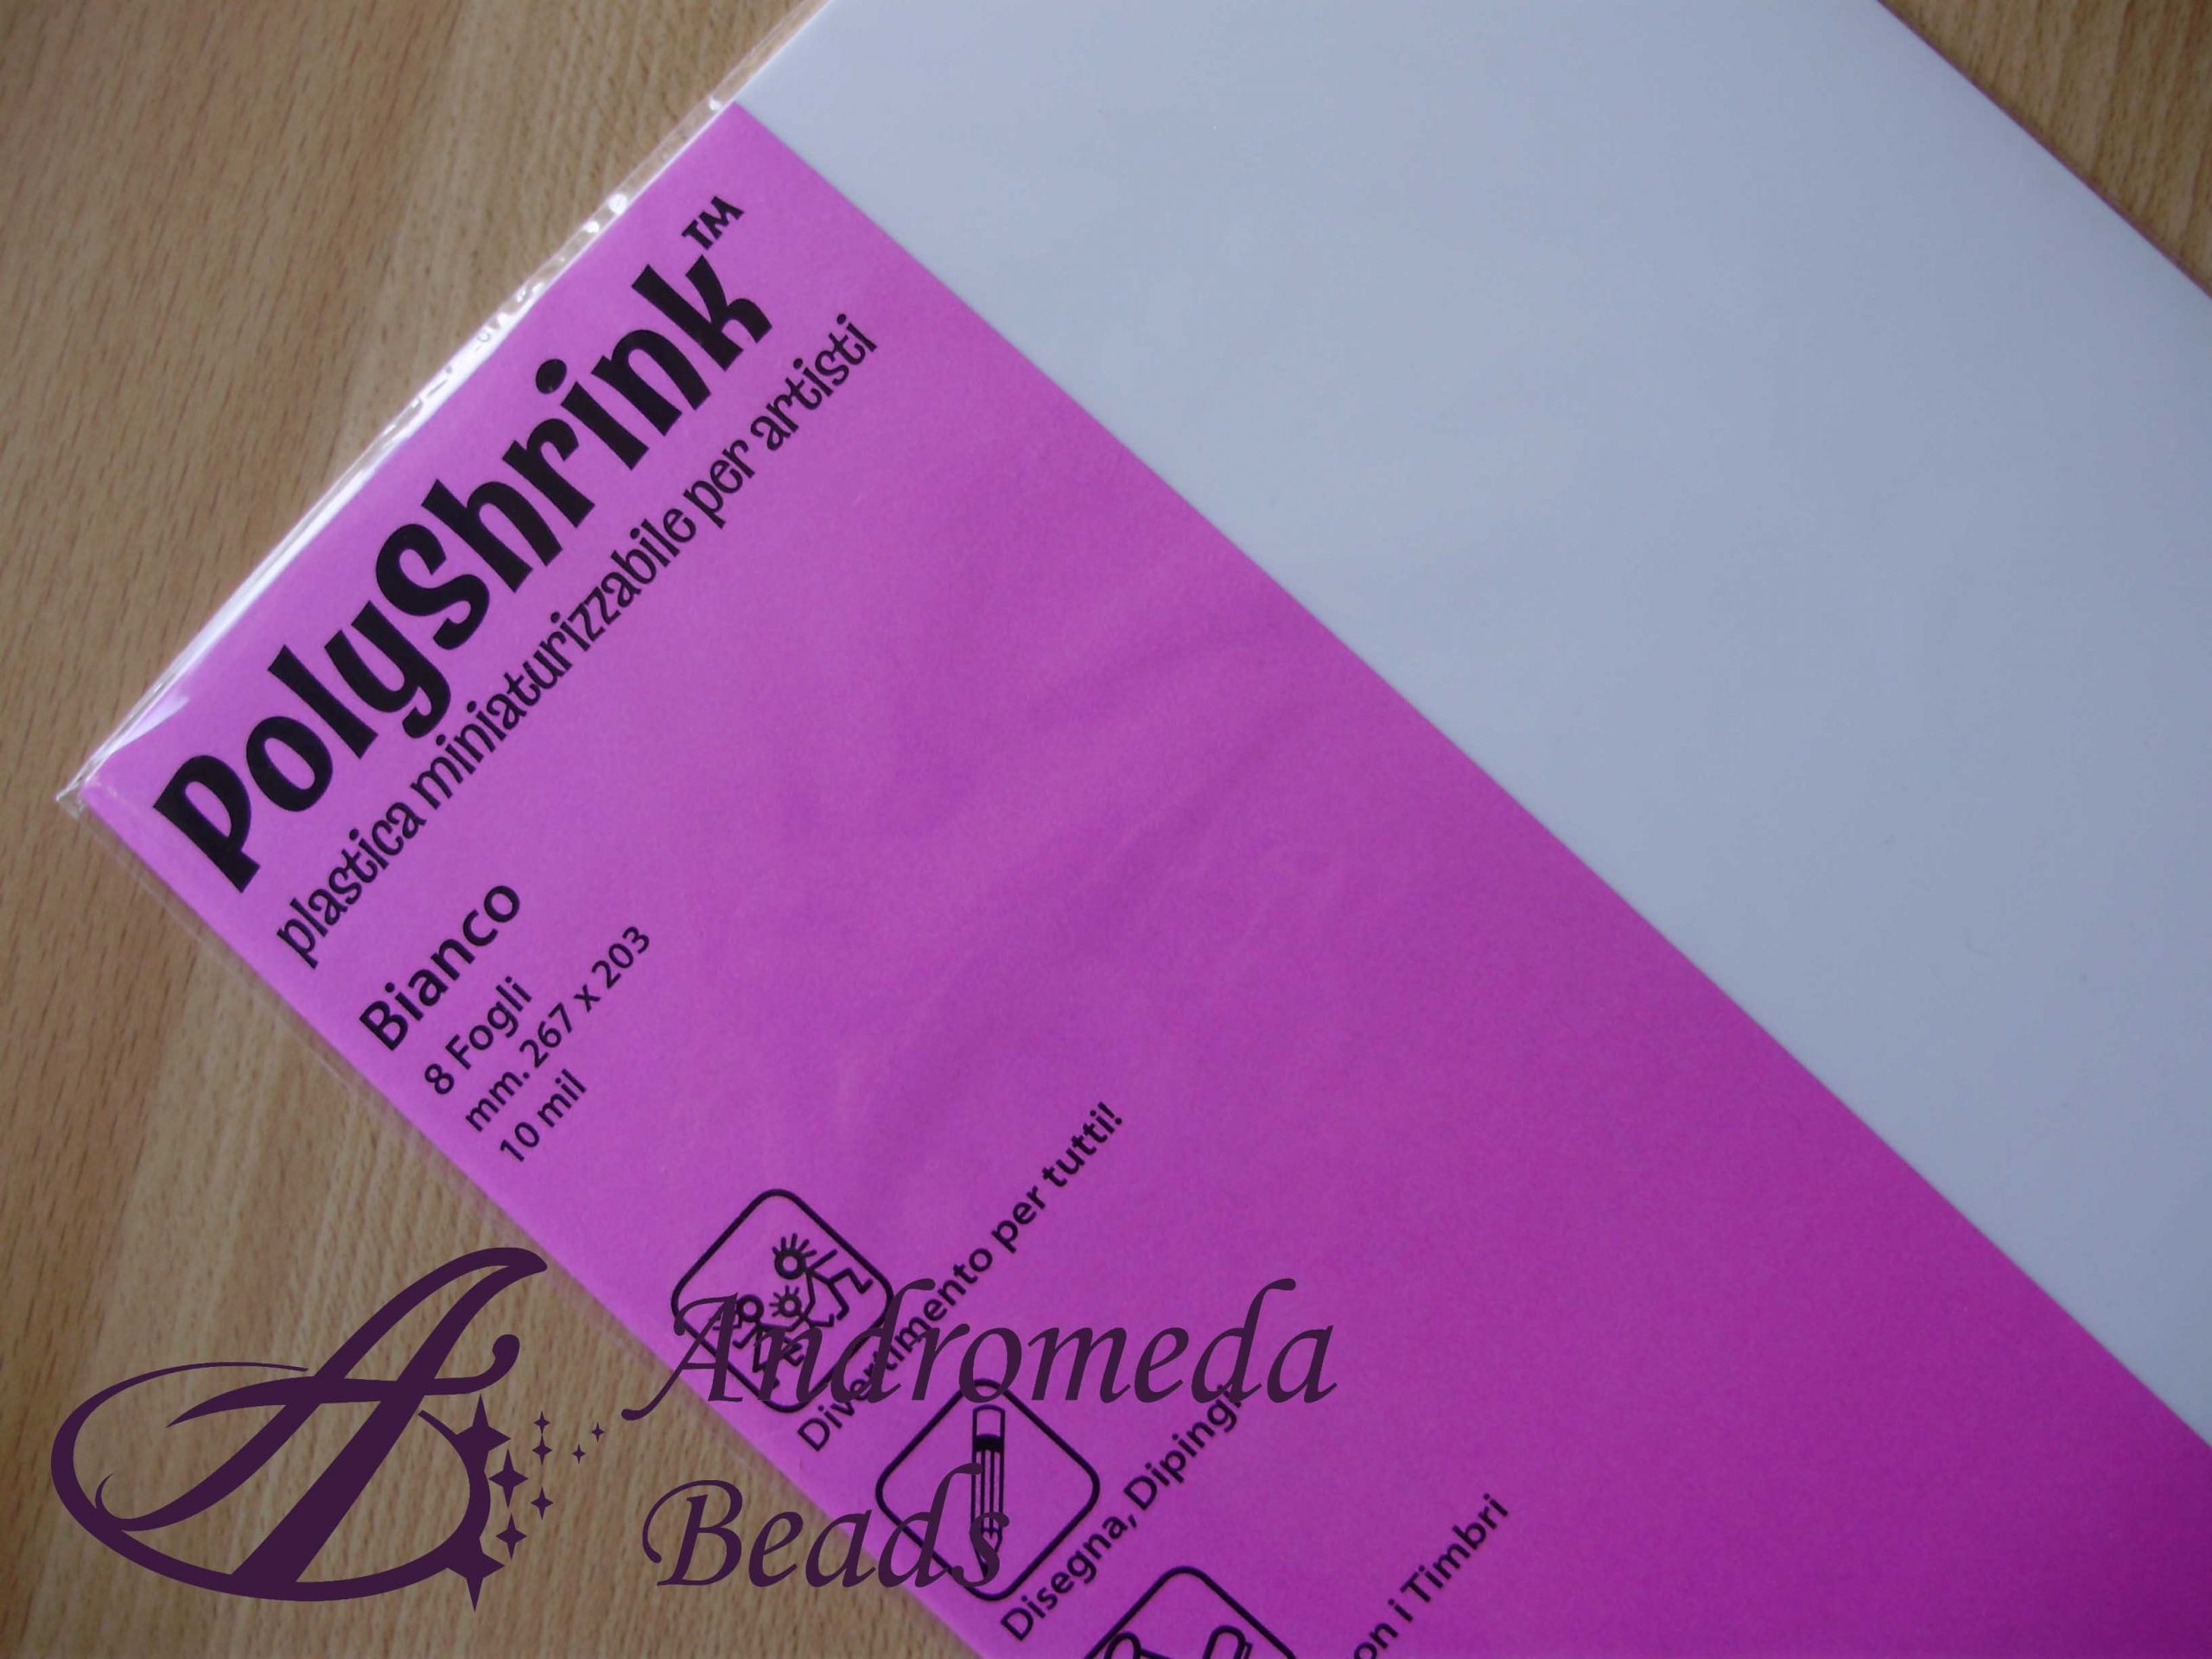 PolyShrink™
plastica miniaturizzabile per artisti
Bianco
8 Fogli
mm. 267 x 203
10 mil
Divertimento per tutti!
Disegna, Dipingi
i Timbri
Andromeda
Beads